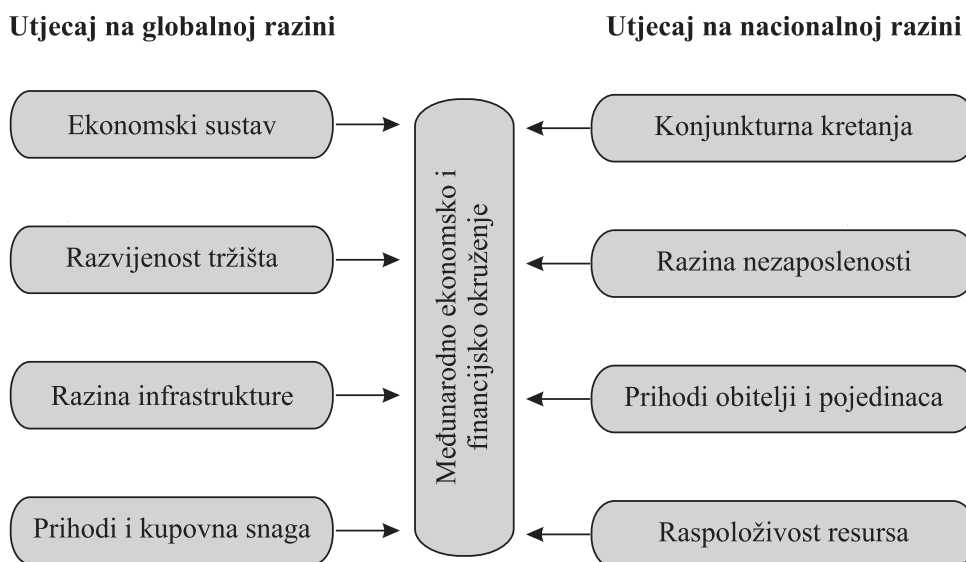 Utjecaj na globalnoj razini
Ekonomski sustav
Razvijenost tržišta
Razina infrastrukture
Prihodi i kupovna snaga
Međunarodno ekonomsko i
financijsko okruženje
Utjecaj na nacionalnoj razini
Konjunkturna kretanja
Razina nezaposlenosti
Prihodi obitelji i pojedinaca
Raspoloživost resursa